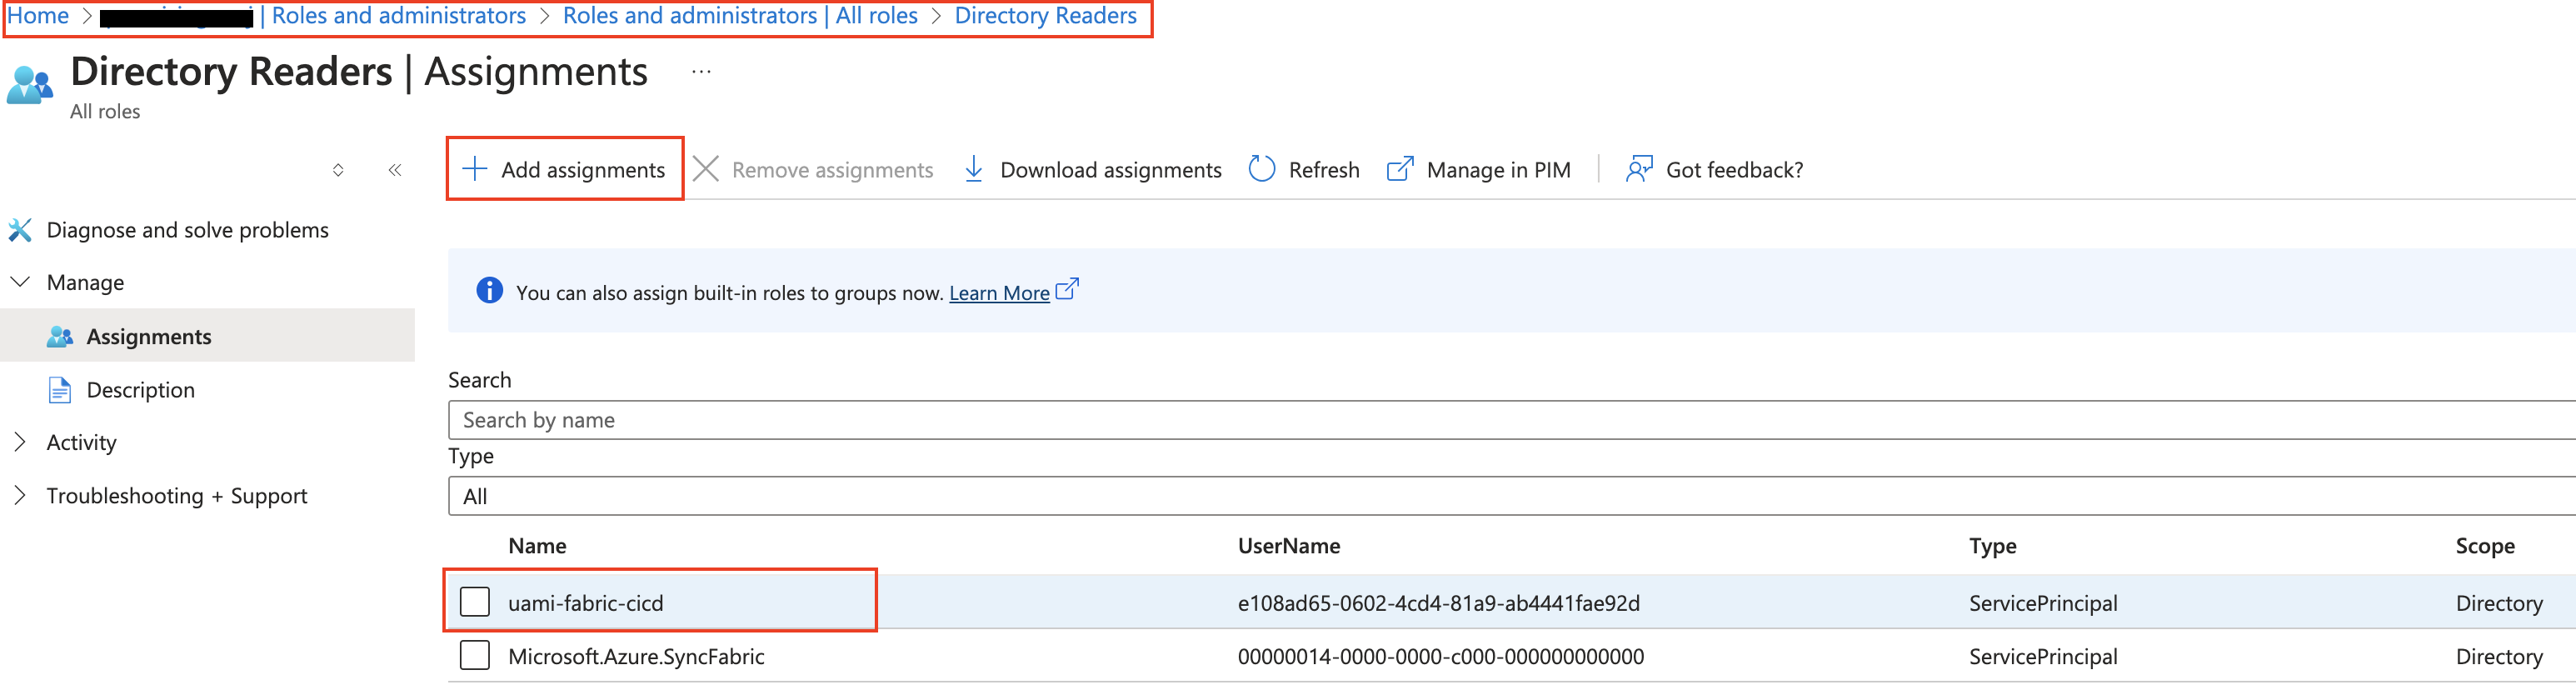 Home > | Roles and administrators > Roles and administrators | All roles > Directory Readers
Directory Readers | Assignments ...
All roles
Add assignments Remove assignments Download assignments Refresh Manage in PIM Got feedback?
Diagnose and solve problems
Manage
Assignments
Description
Activity
Troubleshooting + Support
You can also assign built-in roles to groups now. Learn More
Search
Search by name
Type
All
Name UserName Type Scope
uami-fabric-cicd e108ad65-0602-4cd4-81a9-ab4441fae92d ServicePrincipal Directory
Microsoft.Azure.SyncFabric 00000014-0000-0000-c000-000000000000 ServicePrincipal Directory